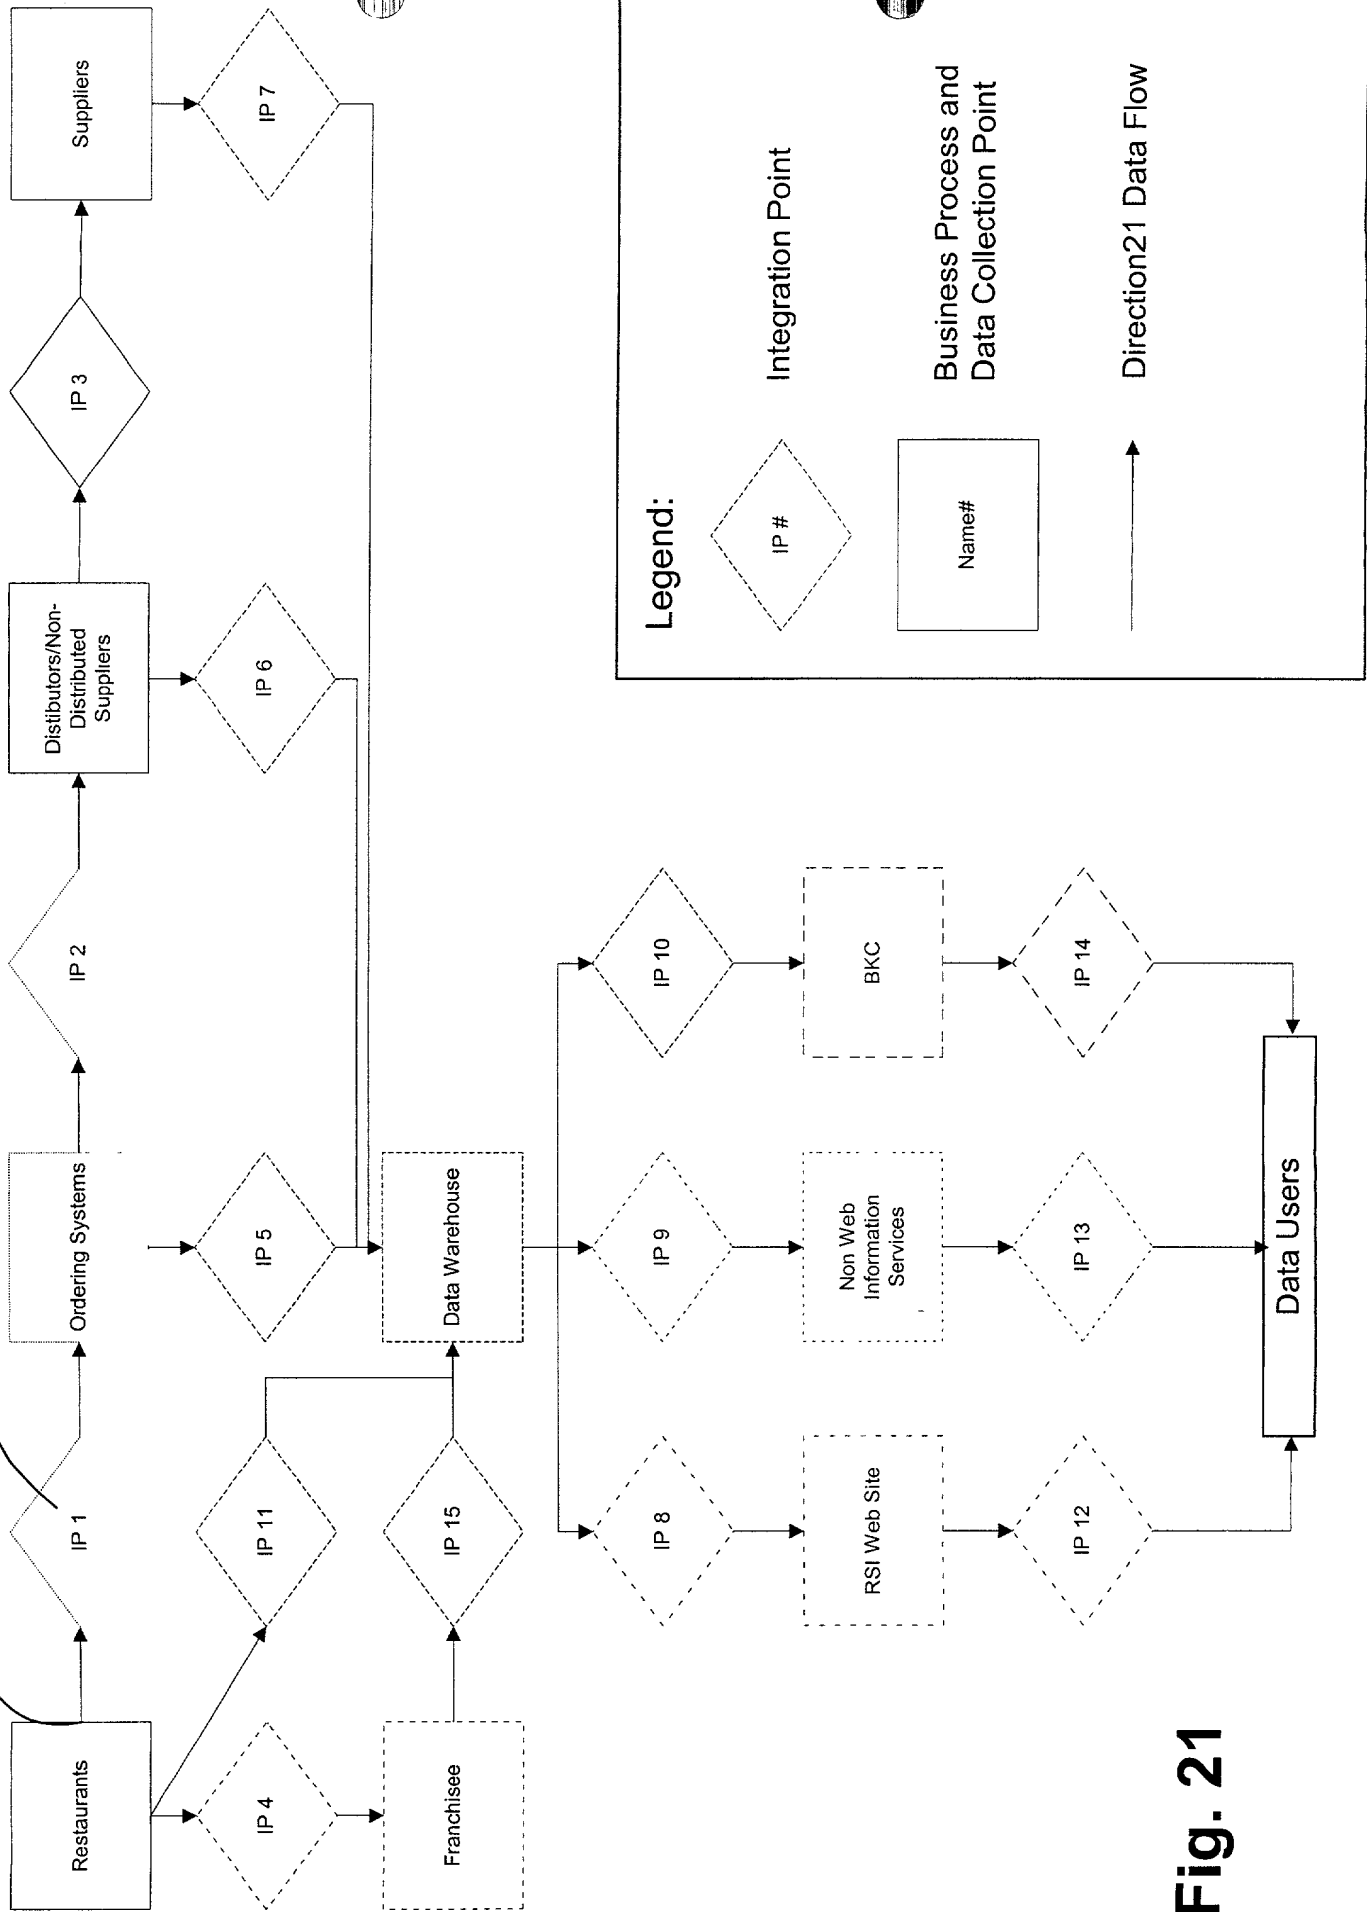 Restaurants
IP 1
Ordering Systems
IP 2
Distibutors/Non-
Distributed
Suppliers
IP 3
Suppliers
IP 4
IP 11
IP 5
IP 6
IP 7
Franchisee
IP 15
Data Warehouse
IP 8
IP 9
IP 10
RSI Web Site
Non Web
Information
Services
BKC
IP 12
IP 13
IP 14
Data Users
Legend:
IP #
Integration Point
Name#
Business Process and
Data Collection Point
Direction21 Data Flow
Fig. 21